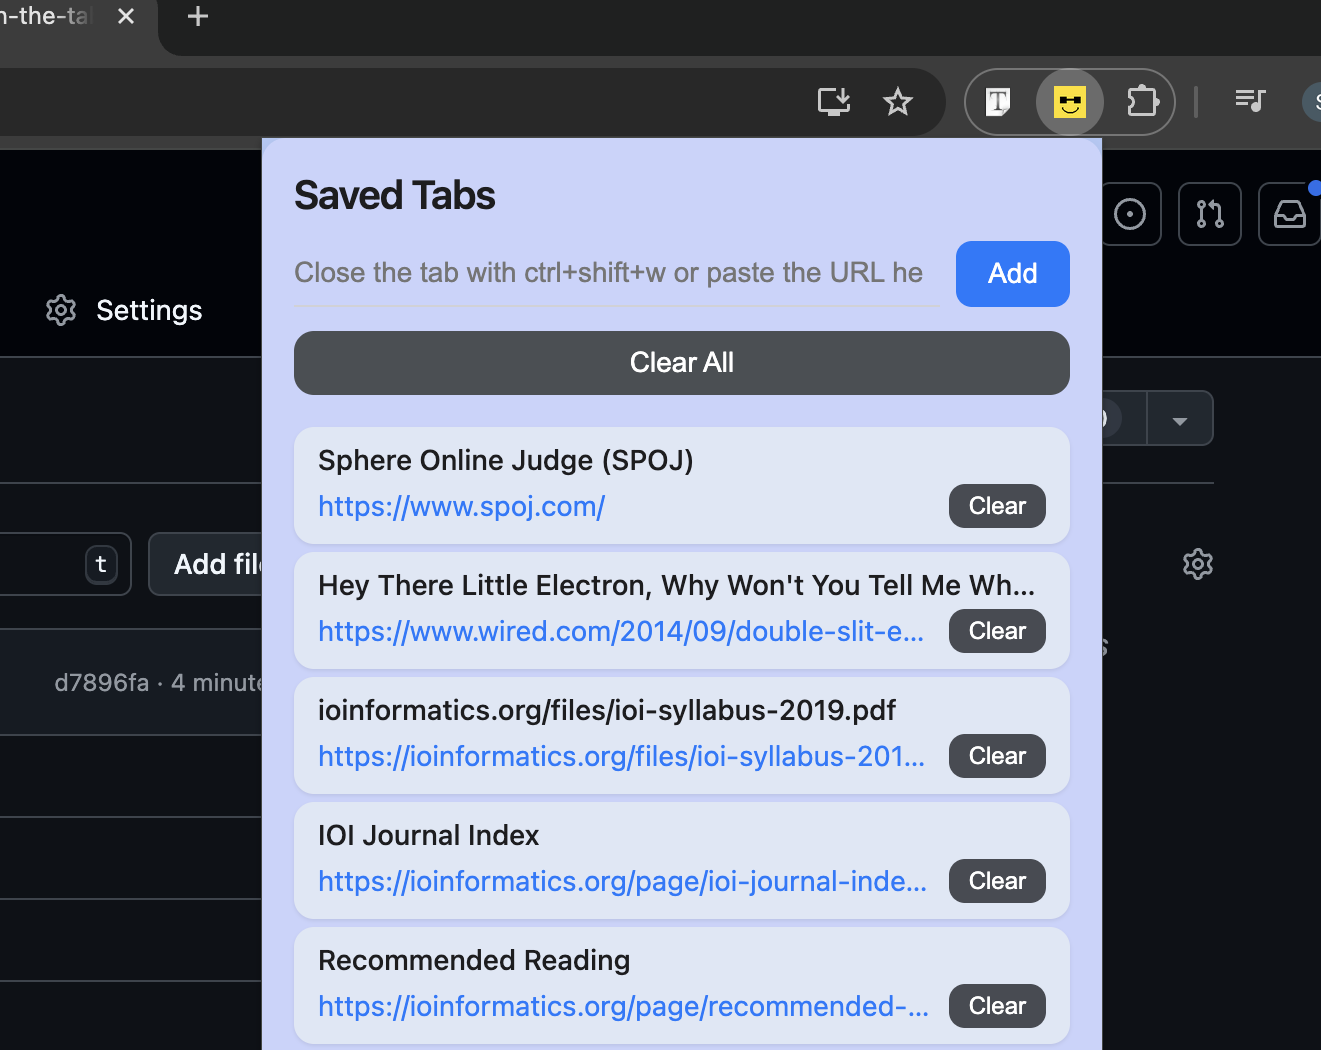 n-the-ta
Saved Tabs
Close the tab with ctrl+shift+w or paste the URL he
Add
Settings
Clear All
Sphere Online Judge (SPOJ)
https://www.spoj.com/
Clear
t
Add file
Hey There Little Electron, Why Won't You Tell Me Wh...
https://www.wired.com/2014/09/double-slit-e...
Clear
d7896fa · 4 minute
ioinformatics.org/files/ioi-syllabus-2019.pdf
https://ioinformatics.org/files/ioi-syllabus-201...
Clear
IOI Journal Index
https://ioinformatics.org/page/ioi-journal-inde...
Clear
Recommended Reading
https://ioinformatics.org/page/recommended-...
Clear